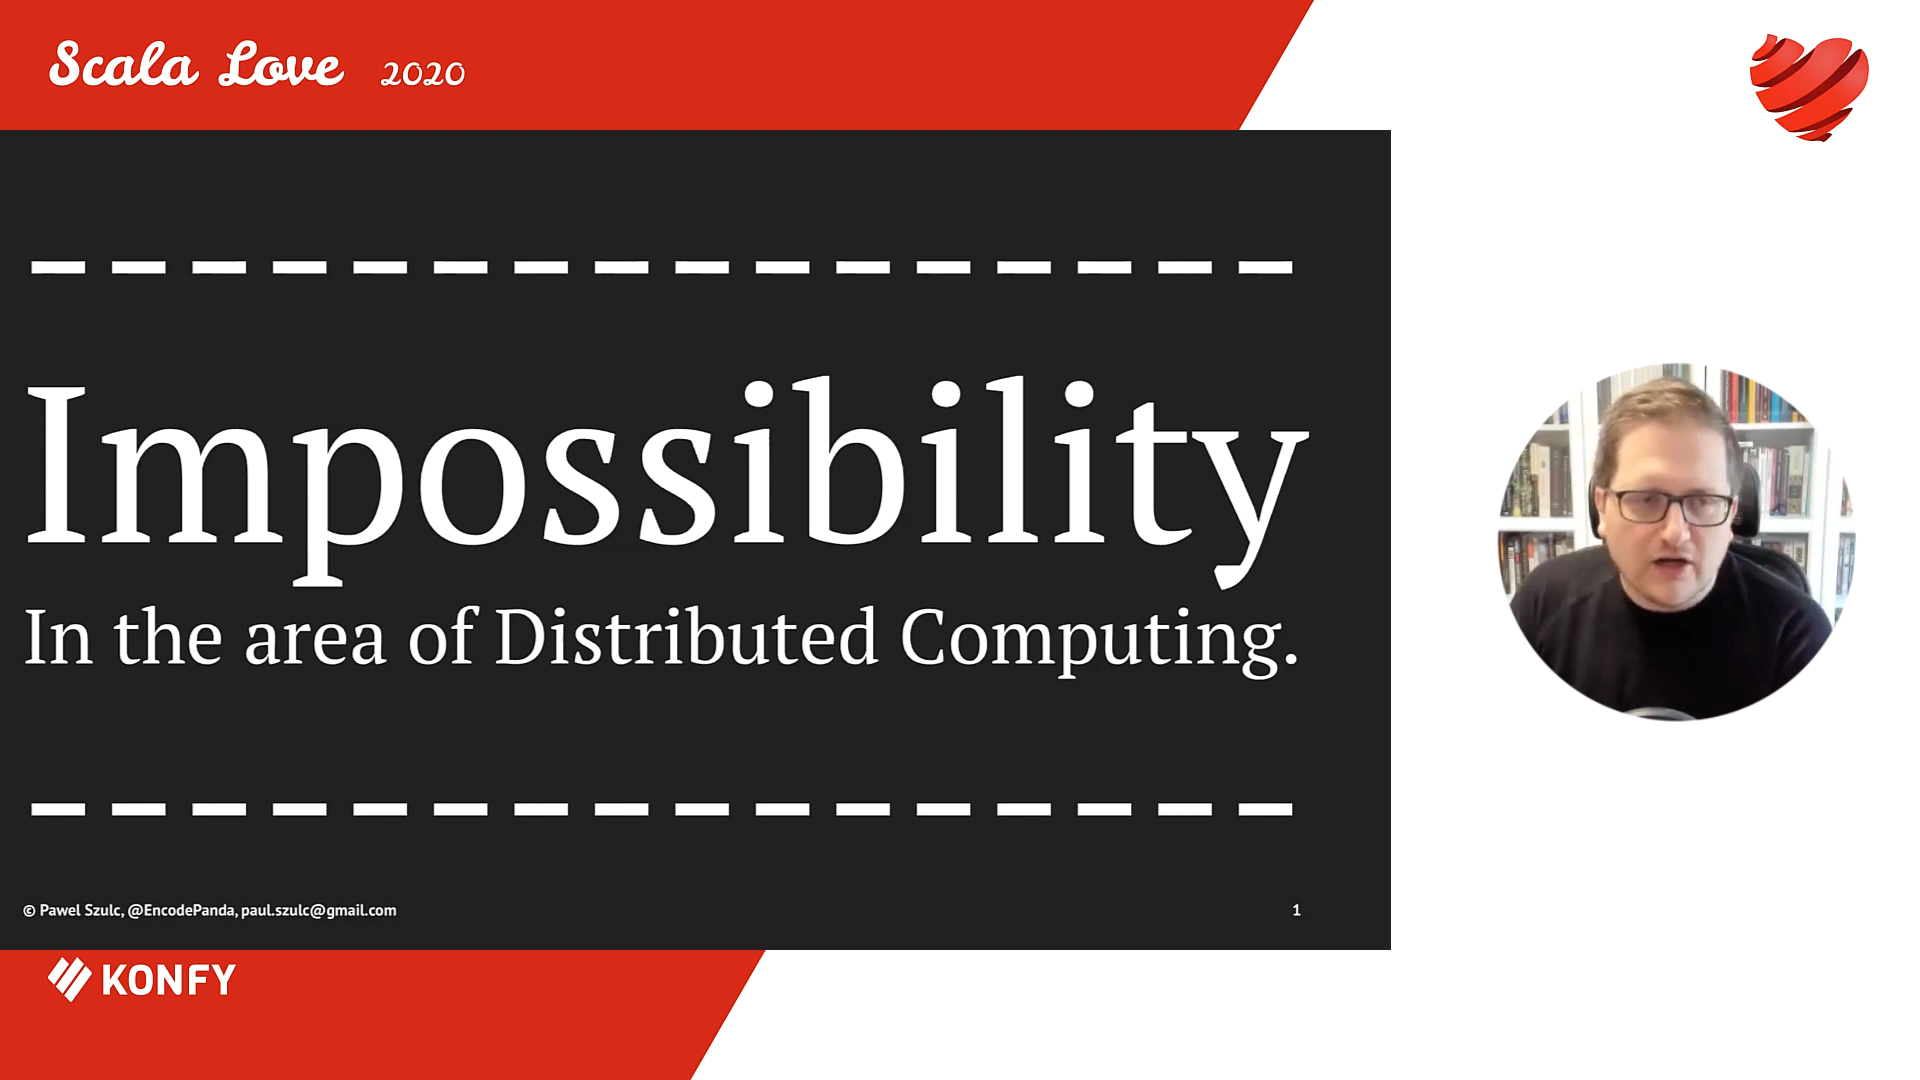 Scala Love 2020
Impossibility
In the area of Distributed Computing.
© Pawel Szulc, @EncodePanda, paul.szulc@gmail.com 1
KONFY